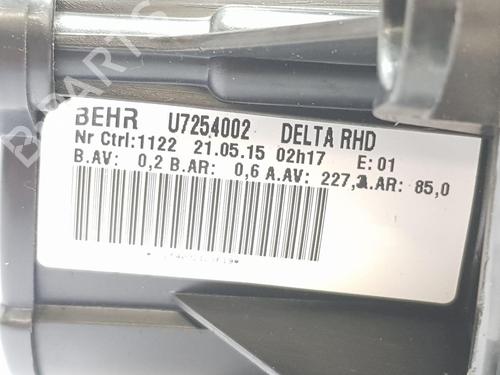 BEHR U7254002 DELTA RHD
Nr Ctrl:1122 21.05.15 02h17 E:01
B.AV: 0,2 B.AR: 0,6 A.AV: 227, A.AR: 85,0